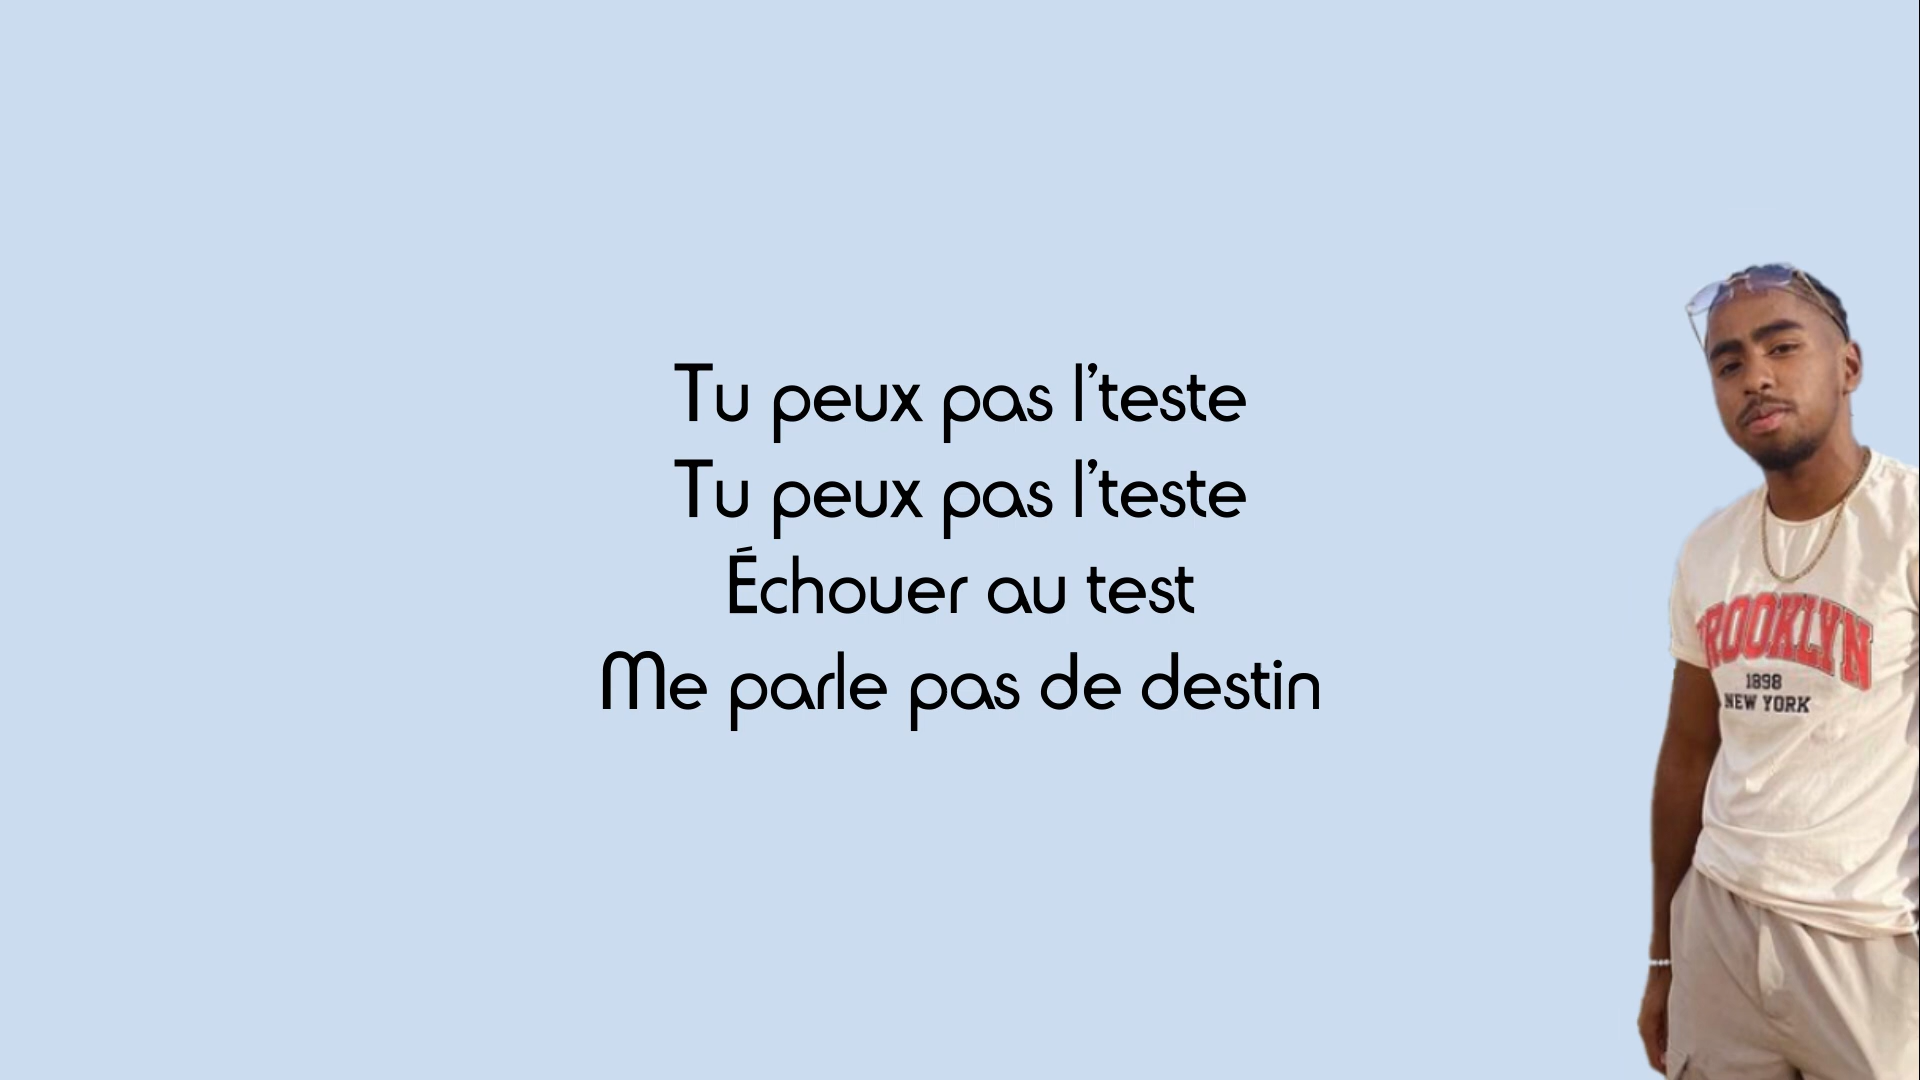 Tu peux pas l'teste
Tu peux pas l'teste
Échouer au test
Me parle pas de destin
ROOKLYN
1898
NEW YORK